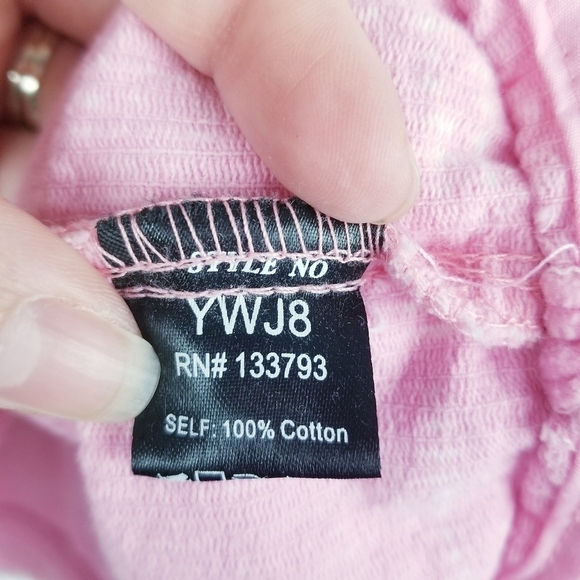 STYLE NO
YWJ8
RN# 133793
SELF: 100% Cotton